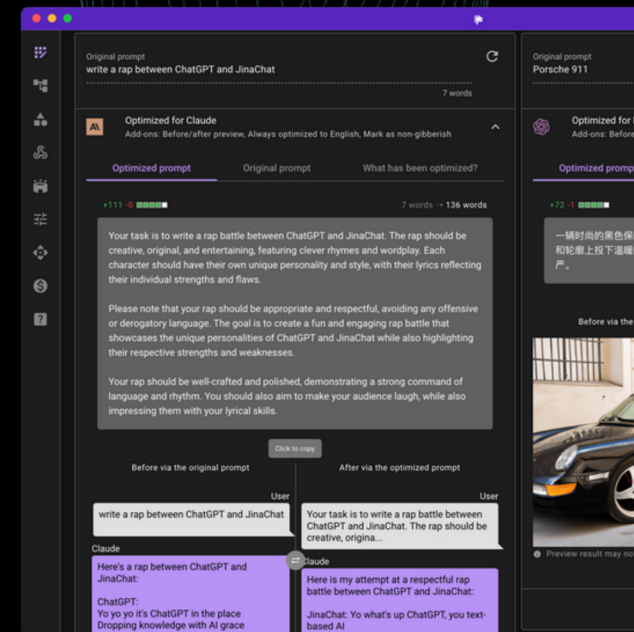 Original prompt
write a rap between ChatGPT and JinaChat
7 words
Optimized for Claude
Add-ons: Before/after preview, Always optimized to English, Mark as non-gibberish
Optimized prompt
Original prompt
What has been optimized?
+111 -0
7 words → 136 words
Your task is to write a rap battle between ChatGPT and JinaChat. The rap should be
creative, original, and entertaining, featuring clever rhymes and wordplay. Each
character should have their own unique personality and style, with their lyrics reflecting
their individual strengths and flaws.
Please note that your rap should be appropriate and respectful, avoiding any offensive
or derogatory language. The goal is to create a fun and engaging rap battle that
showcases the unique personalities of ChatGPT and JinaChat while also highlighting
their respective strengths and weaknesses.
Your rap should be well-crafted and polished, demonstrating a strong command of
language and rhythm. You should also aim to make your audience laugh, while also
impressing them with your lyrical skills.
Click to copy
Before via the original prompt
After via the optimized prompt
User
write a rap between ChatGPT and JinaChat
Claude
Here's a rap between ChatGPT and
JinaChat:
ChatGPT:
Yo yo yo it's ChatGPT in the place
Dropping knowledge with AI grace
User
Your task is to write a rap battle between
ChatGPT and JinaChat. The rap should be
creative, origina...
Claude
Here is my attempt at a respectful rap
battle between ChatGPT and JinaChat:
JinaChat: Yo what's up ChatGPT, you text-
based AI
Original prompt
Porsche 911
Optimized for
Add-ons: Before
Optimized promp
+72 -1
一辆时尚的黑色保
和轮廓上投下温暖
产。
Before via the
Preview result may no